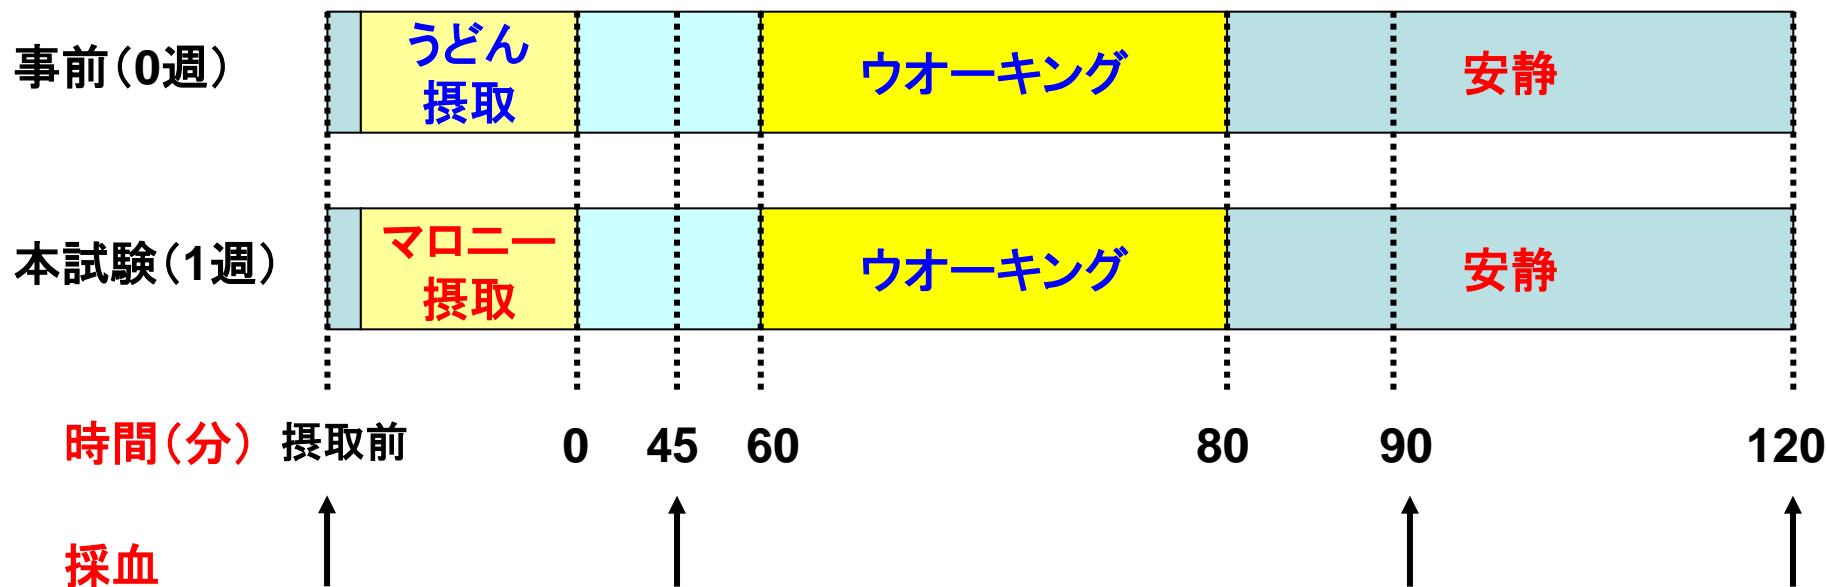 事前（0週）
うどん
摂取
ウオーキング
安静
本試験（1週）
マロニー
摂取
ウオーキング
安静
時間（分） 摂取前 0 45 60 80 90 120
採血